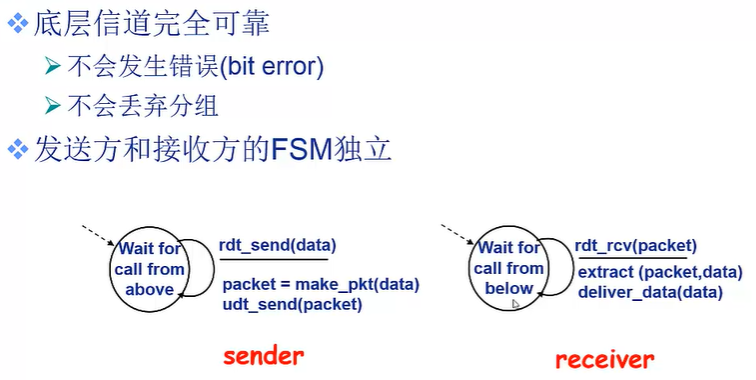 底层信道完全可靠
不会发生错误(bit error)
不会丢弃分组
发送方和接收方的FSM独立
Wait for
call from
above
rdt_send(data)
packet = make_pkt(data)
udt_send(packet)
sender
Wait for
call from
below
rdt_rcv(packet)
extract (packet,data)
deliver_data(data)
receiver